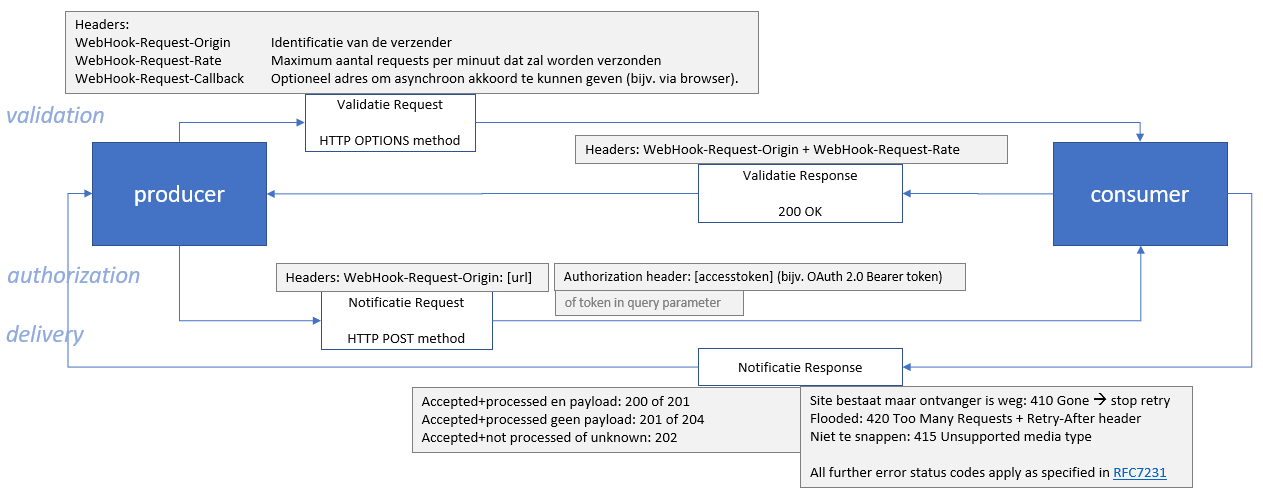 Headers:
WebHook-Request-Origin Identificatie van de verzender
WebHook-Request-Rate Maximum aantal requests per minuut dat zal worden verzonden
WebHook-Request-Callback Optioneel adres om asynchroon akkoord te kunnen geven (bijv. via browser).
validation
Validatie Request
HTTP OPTIONS method
Headers: WebHook-Request-Origin + WebHook-Request-Rate
producer
Validatie Response
200 OK
consumer
authorization
Headers: WebHook-Request-Origin: [url]
Authorization header: [accesstoken] (bijv. OAuth 2.0 Bearer token)
of token in query parameter
Notificatie Request
HTTP POST method
delivery
Notificatie Response
Accepted+processed en payload: 200 of 201
Accepted+processed geen payload: 201 of 204
Accepted+not processed of unknown: 202
Site bestaat maar ontvanger is weg: 410 Gone → stop retry
Flooded: 420 Too Many Requests + Retry-After header
Niet te snappen: 415 Unsupported media type
All further error status codes apply as specified in RFC7231